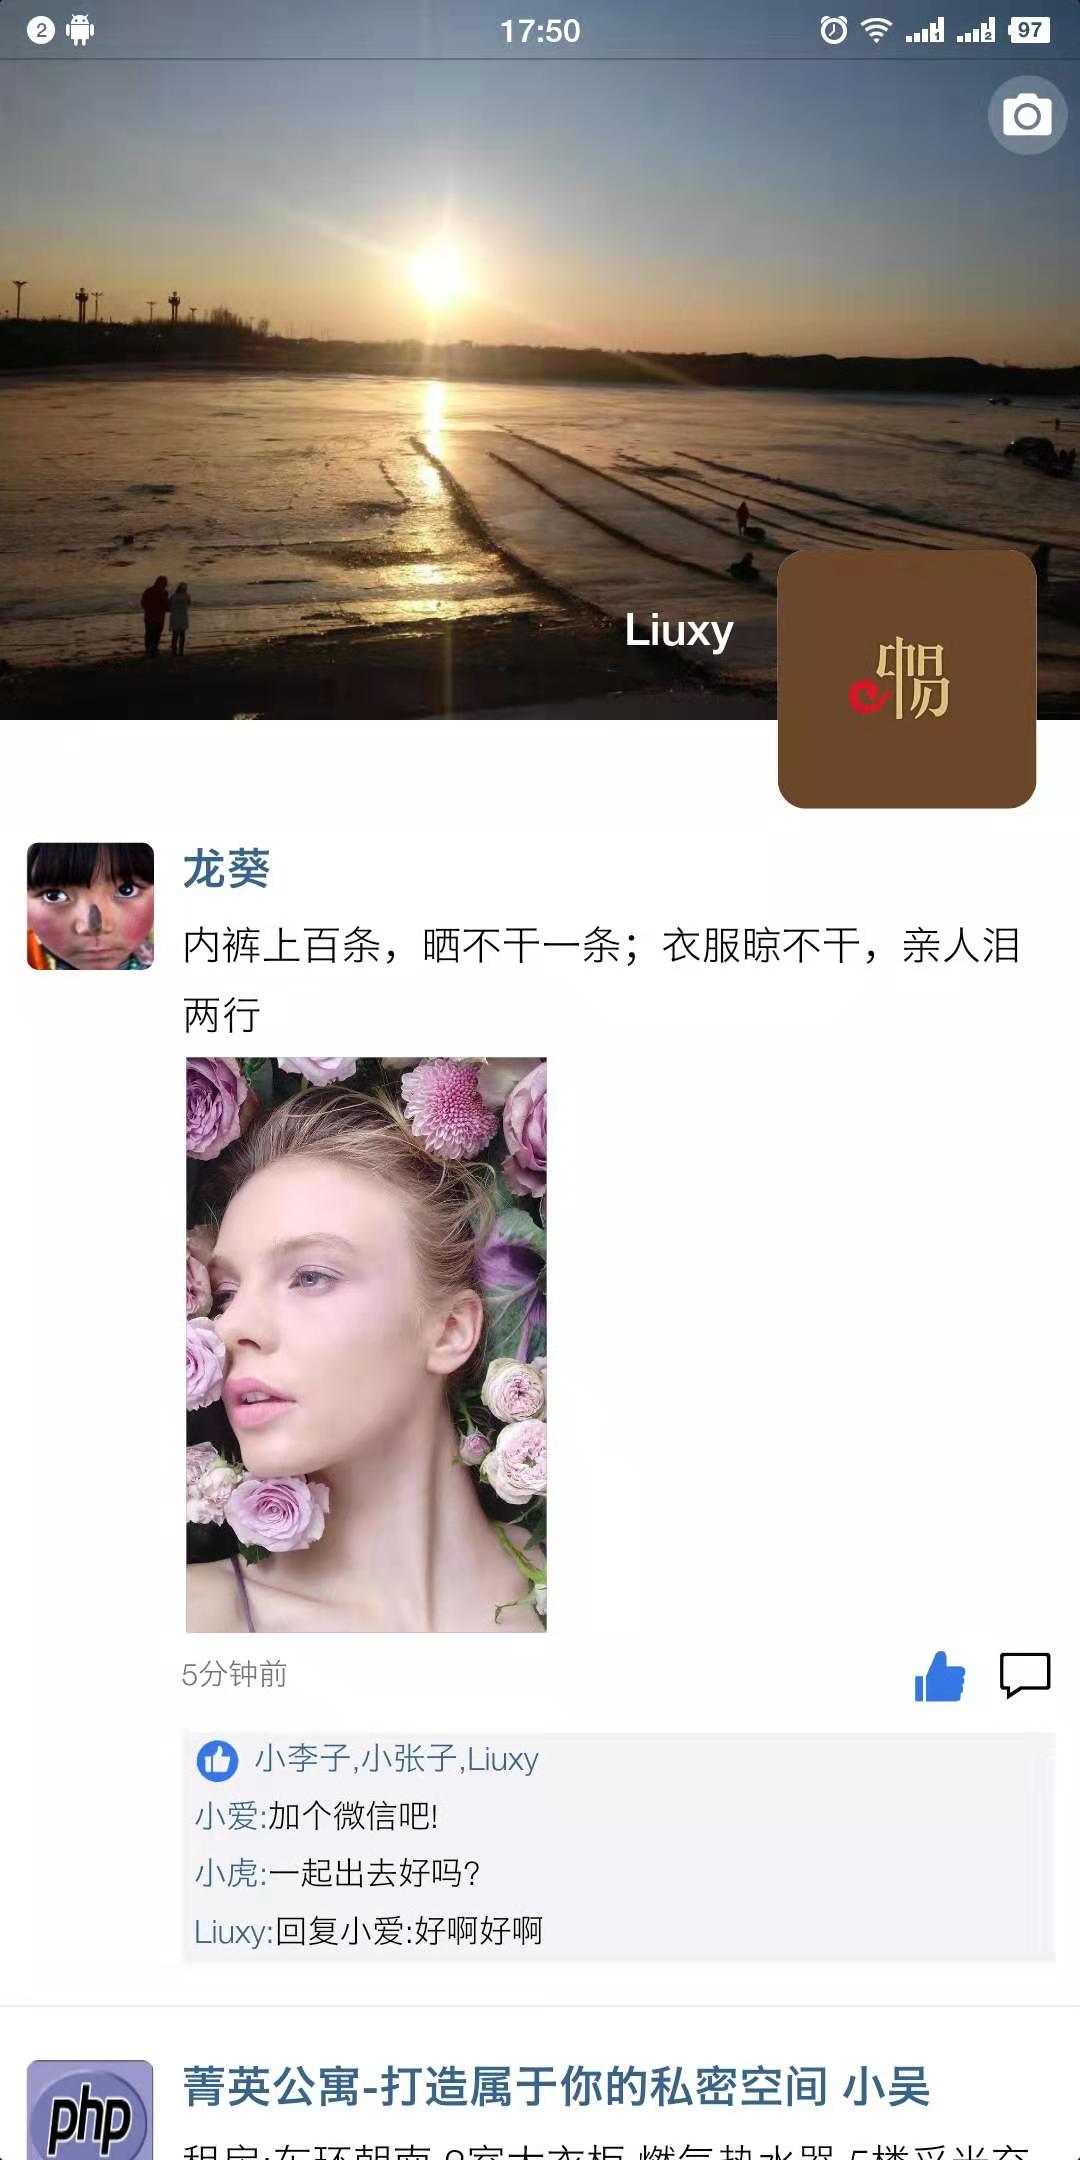 2 17:50 1 2 97
Liuxy
畅
龙葵
内裤上百条，晒不干一条；衣服晾不干，亲人泪
两行
5分钟前
小李子,小张子,Liuxy
小爱:加个微信吧!
小虎:一起出去好吗?
Liuxy:回复小爱:好啊好啊
php
菁英公寓-打造属于你的私密空间 小吴